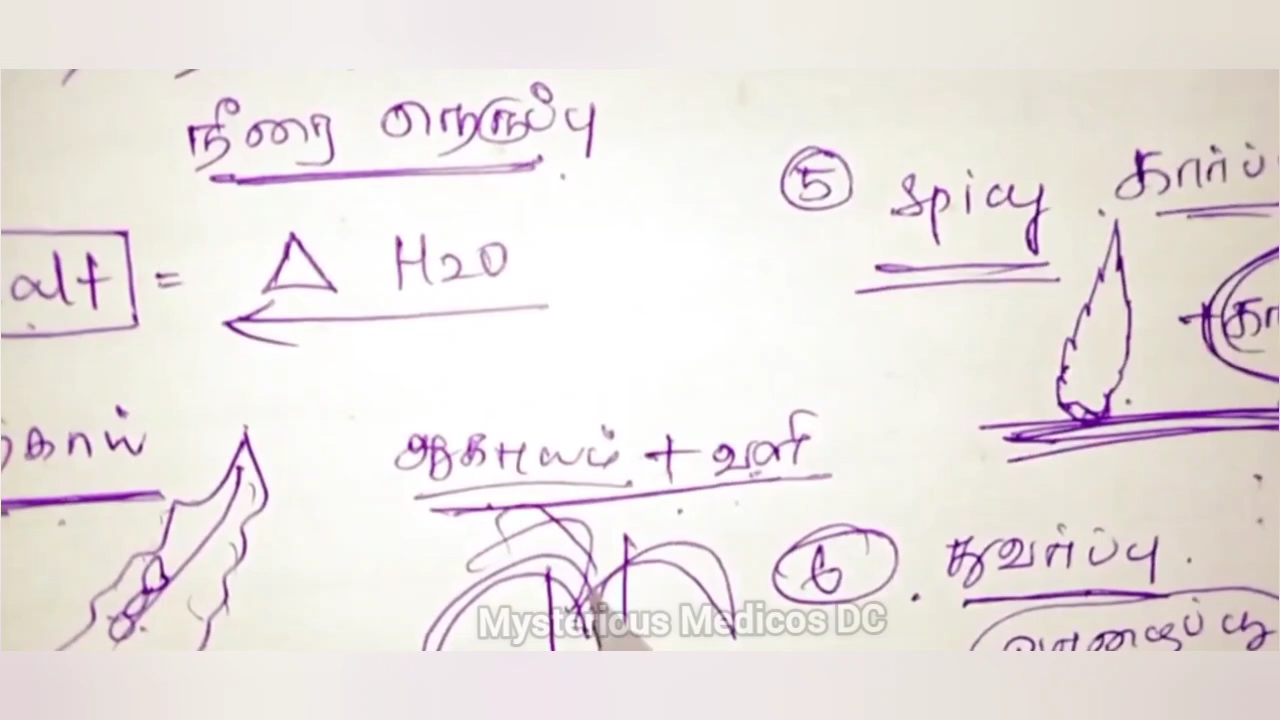 நீரை நெருப்பு
5 spicy கார்ப்
alt = Δ H2O
காய்
ஆகாயம் + வளி
6. துவர்ப்பு.
Mysterious Medicos DC